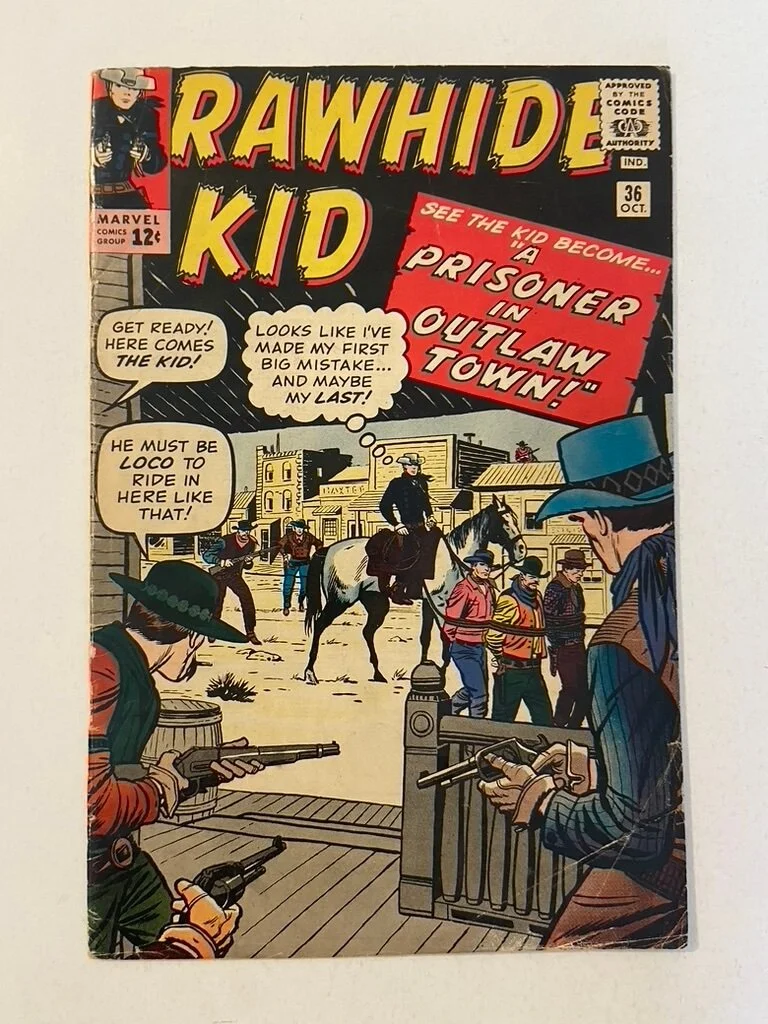 RAWHIDE
KID
APPROVED
BY THE
COMICS
CODE
CA
AUTHORITY
IND.
36
OCT.
MARVEL
COMICS
GROUP 12¢
SEE THE KID BECOME...
"A
PRISONER
IN
OUTLAW
TOWN!"
GET READY!
HERE COMES
THE KID!
LOOKS LIKE I'VE
MADE MY FIRST
BIG MISTAKE...
AND MAYBE
MY LAST!
HE MUST BE
LOCO TO
RIDE IN
HERE LIKE
THAT!
BAXTER